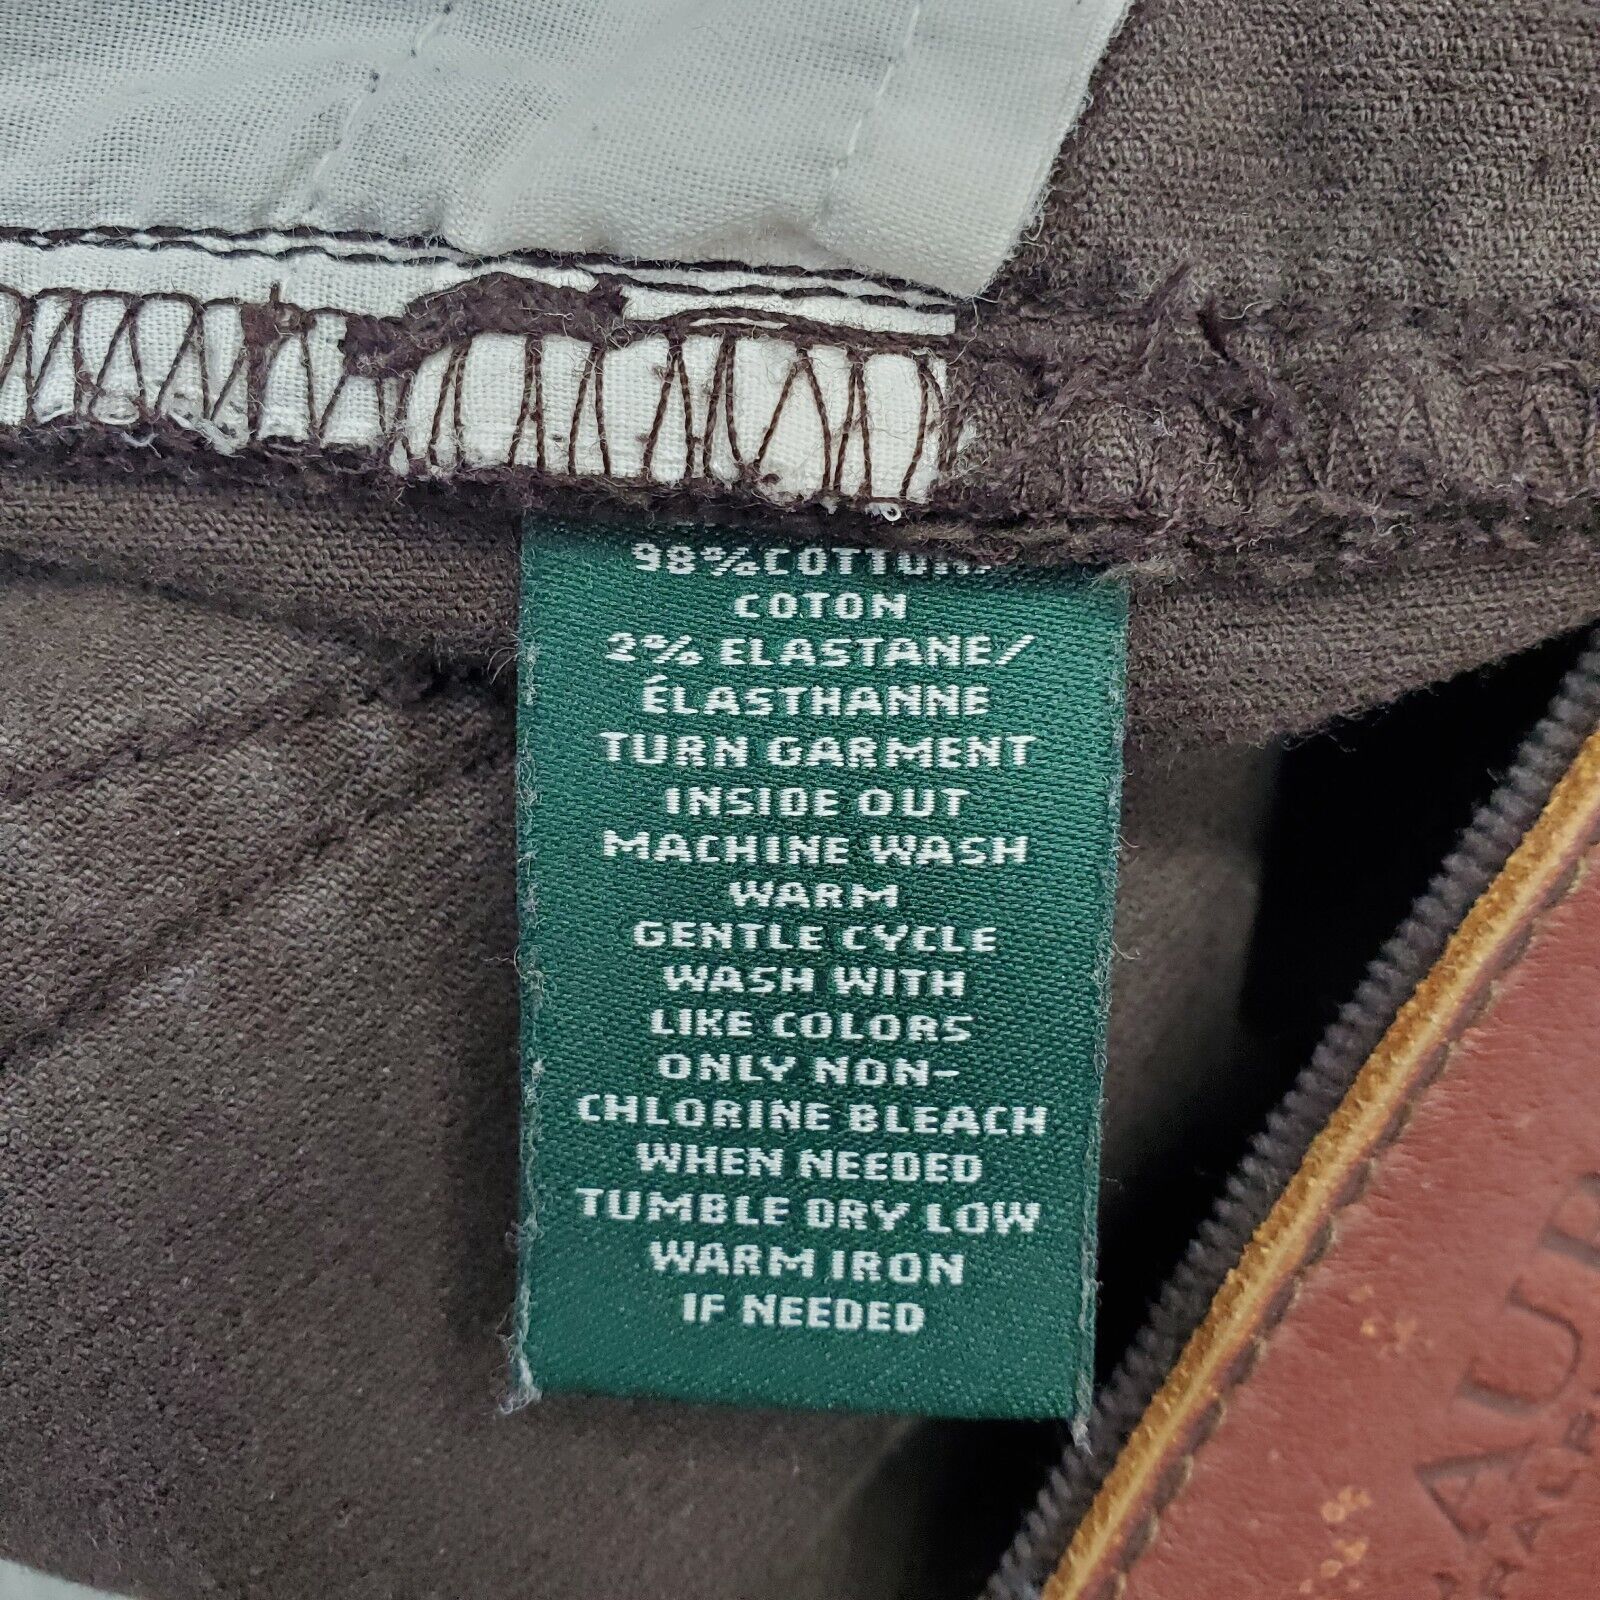 98% COTTON/
COTON
2% ELASTANE/
ÉLASTHANNE
TURN GARMENT
INSIDE OUT
MACHINE WASH
WARM
GENTLE CYCLE
WASH WITH
LIKE COLORS
ONLY NON-
CHLORINE BLEACH
WHEN NEEDED
TUMBLE DRY LOW
WARM IRON
IF NEEDED